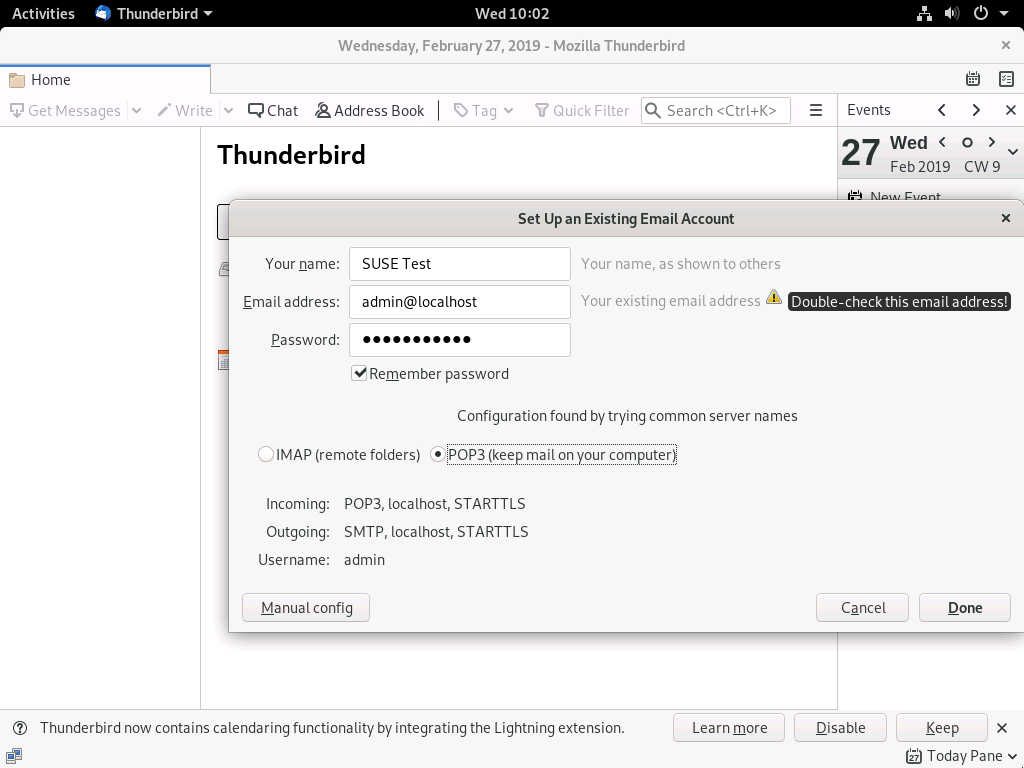 Activities Thunderbird Wed 10:02
Wednesday, February 27, 2019 - Mozilla Thunderbird
Home
Get Messages Write Chat Address Book Tag Quick Filter Search <Ctrl+K> Events
Thunderbird
27 Wed
Feb 2019 CW 9
New Event
Set Up an Existing Email Account
Your name: SUSE Test Your name, as shown to others
Email address: admin@localhost Your existing email address Double-check this email address!
Password: ●●●●●●●●●●●
Remember password
Configuration found by trying common server names
IMAP (remote folders) POP3 (keep mail on your computer)
Incoming: POP3, localhost, STARTTLS
Outgoing: SMTP, localhost, STARTTLS
Username: admin
Manual config Cancel Done
Thunderbird now contains calendaring functionality by integrating the Lightning extension. Learn more Disable Keep
27 Today Pane